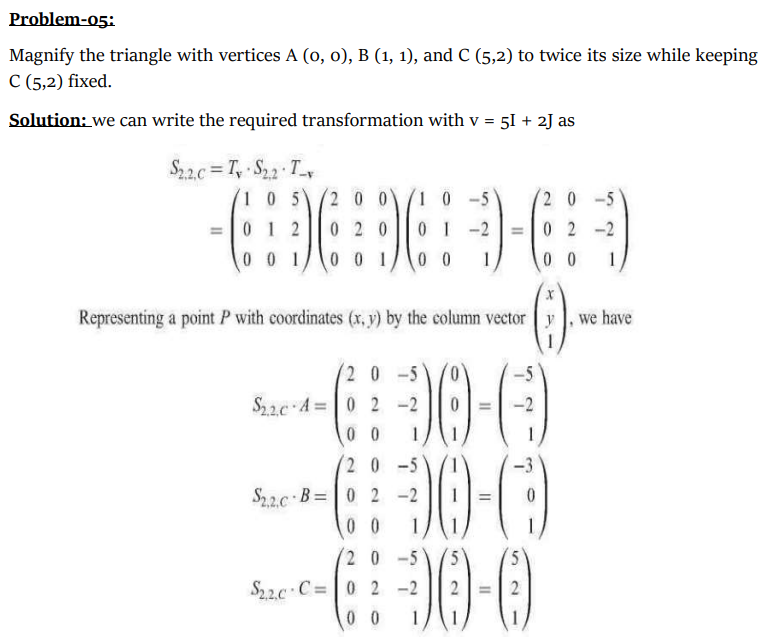 Problem-05:
Magnify the triangle with vertices A (0, 0), B (1, 1), and C (5,2) to twice its size while keeping
C (5,2) fixed.
Solution: we can write the required transformation with v = 5I + 2J as
S₂,₂,C = Tᵥ · S₂,₂ · T₋ᵥ
= (1 0 5; 0 1 2; 0 0 1) (2 0 0; 0 2 0; 0 0 1) (1 0 −5; 0 1 −2; 0 0 1) = (2 0 −5; 0 2 −2; 0 0 1)
Representing a point P with coordinates (x, y) by the column vector (x; y; 1), we have
S₂,₂,C · A = (2 0 −5; 0 2 −2; 0 0 1) (0; 0; 1) = (−5; −2; 1)
S₂,₂,C · B = (2 0 −5; 0 2 −2; 0 0 1) (1; 1; 1) = (−3; 0; 1)
S₂,₂,C · C = (2 0 −5; 0 2 −2; 0 0 1) (5; 2; 1) = (5; 2; 1)